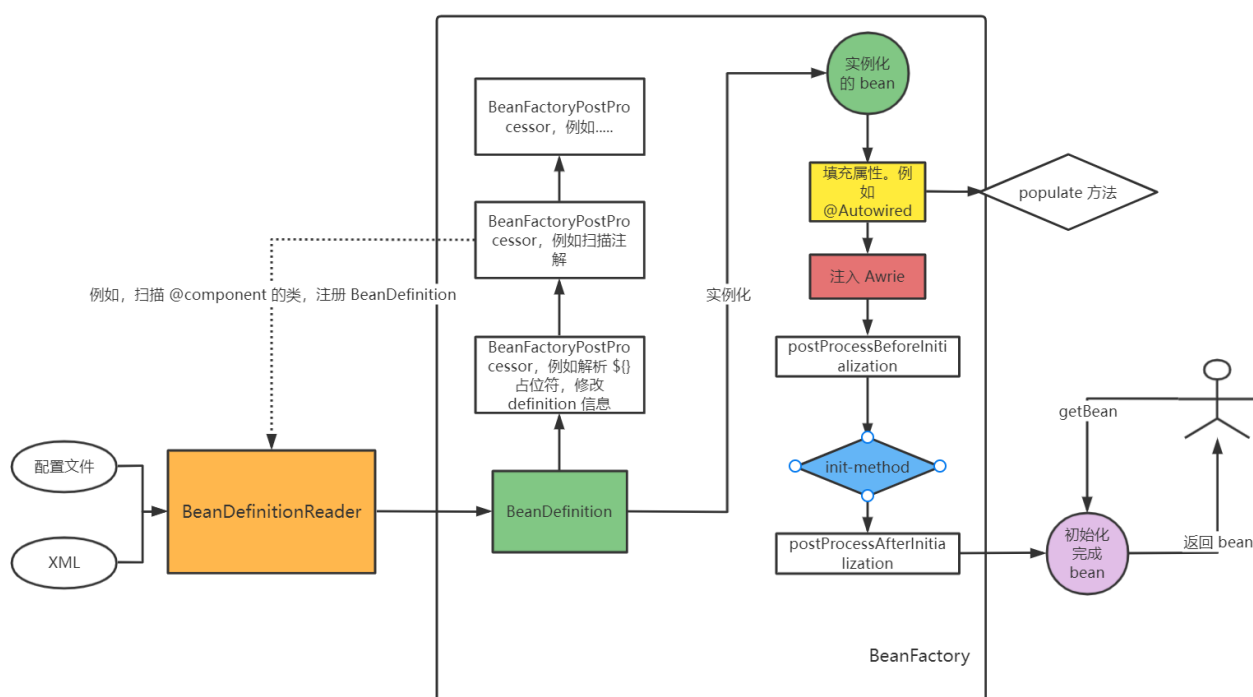 实例化
的 bean
BeanFactoryPostPro
cessor，例如.....
填充属性。例
如
@Autowired
populate 方法
BeanFactoryPostPro
cessor，例如扫描注
解
注入 Awrie
例如，扫描 @component 的类，注册 BeanDefinition
实例化
BeanFactoryPostPro
cessor，例如解析 ${}
占位符，修改
definition 信息
postProcessBeforeIniti
alization
getBean
配置文件
init-method
BeanDefinitionReader
BeanDefinition
初始化
完成
bean
返回 bean
XML
postProcessAfterInitia
lization
BeanFactory